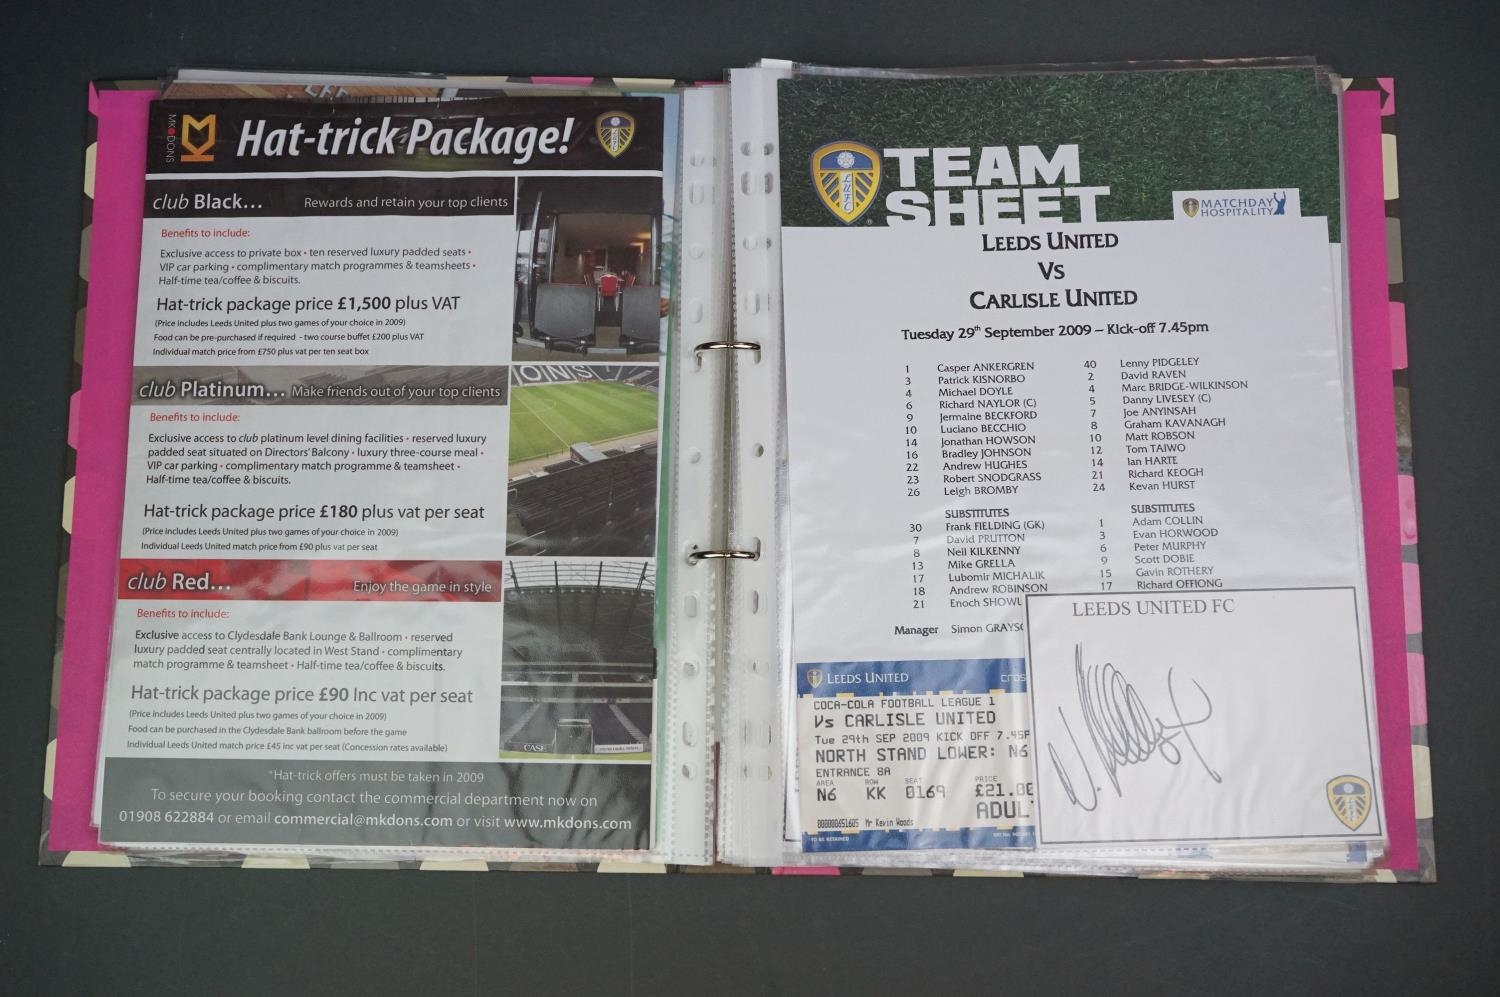 MK DONS
Hat-trick Package!
club Black... Rewards and retain your top clients
Benefits to include:
Exclusive access to private box • ten reserved luxury padded seats •
VIP car parking • complimentary match programmes & teamsheets •
Half-time tea/coffee & biscuits.
Hat-trick package price £1,500 plus VAT
(Price includes Leeds United plus two games of your choice in 2009)
Food can be pre-purchased if required - two course buffet £200 plus VAT
Individual match price from £750 plus vat per ten seat box
club Platinum... Make friends out of your top clients
Benefits to include:
Exclusive access to club platinum level dining facilities • reserved luxury
padded seat situated on Directors' Balcony • luxury three-course meal •
VIP car parking • complimentary match programme & teamsheet •
Half-time tea/coffee & biscuits.
Hat-trick package price £180 plus vat per seat
(Price includes Leeds United plus two games of your choice in 2009)
Individual Leeds United match price from £90 plus vat per seat
club Red... Enjoy the game in style
Benefits to include:
Exclusive access to Clydesdale Bank Lounge & Ballroom • reserved
luxury padded seat centrally located in West Stand • complimentary
match programme & teamsheet • Half-time tea/coffee & biscuits.
Hat-trick package price £90 Inc vat per seat
(Price includes Leeds United plus two games of your choice in 2009)
Food can be purchased in the Clydesdale Bank ballroom before the game
Individual Leeds United match price £45 inc vat per seat (Concession rates available)
*Hat-trick offers must be taken in 2009
To secure your booking contact the commercial department now on
01908 622884 or email commercial@mkdons.com or visit www.mkdons.com
ONS
CASE
LUFC
TEAM
SHEET
MATCHDAY
HOSPITALITY
LEEDS UNITED
VS
CARLISLE UNITED
Tuesday 29th September 2009 – Kick-off 7.45pm
1 Casper ANKERGREN 40 Lenny PIDGELEY
3 Patrick KISNORBO 2 David RAVEN
4 Michael DOYLE 4 Marc BRIDGE-WILKINSON
6 Richard NAYLOR (C) 5 Danny LIVESEY (C)
9 Jermaine BECKFORD 7 Joe ANYINSAH
10 Luciano BECCHIO 8 Graham KAVANAGH
14 Jonathan HOWSON 10 Matt ROBSON
16 Bradley JOHNSON 12 Tom TAIWO
22 Andrew HUGHES 14 Ian HARTE
23 Robert SNODGRASS 21 Richard KEOGH
26 Leigh BROMBY 24 Kevan HURST
SUBSTITUTES SUBSTITUTES
30 Frank FIELDING (GK) 1 Adam COLLIN
7 David PRUTTON 3 Evan HORWOOD
8 Neil KILKENNY 6 Peter MURPHY
13 Mike GRELLA 9 Scott DOBIE
17 Lubomir MICHALIK 15 Gavin ROTHERY
18 Andrew ROBINSON 17 Richard OFFIONG
21 Enoch SHOWU
Manager Simon GRAYSO
LEEDS UNITED
COCA-COLA FOOTBALL LEAGUE 1
Vs CARLISLE UNITED
Tue 29th SEP 2009 KICK OFF 7.45P
NORTH STAND LOWER: N6
ENTRANCE 8A
AREA ROW SEAT PRICE
N6 KK 0169 £21.00
ADULT
Mr Kevin Woods
TO BE RETAINED
LEEDS UNITED FC